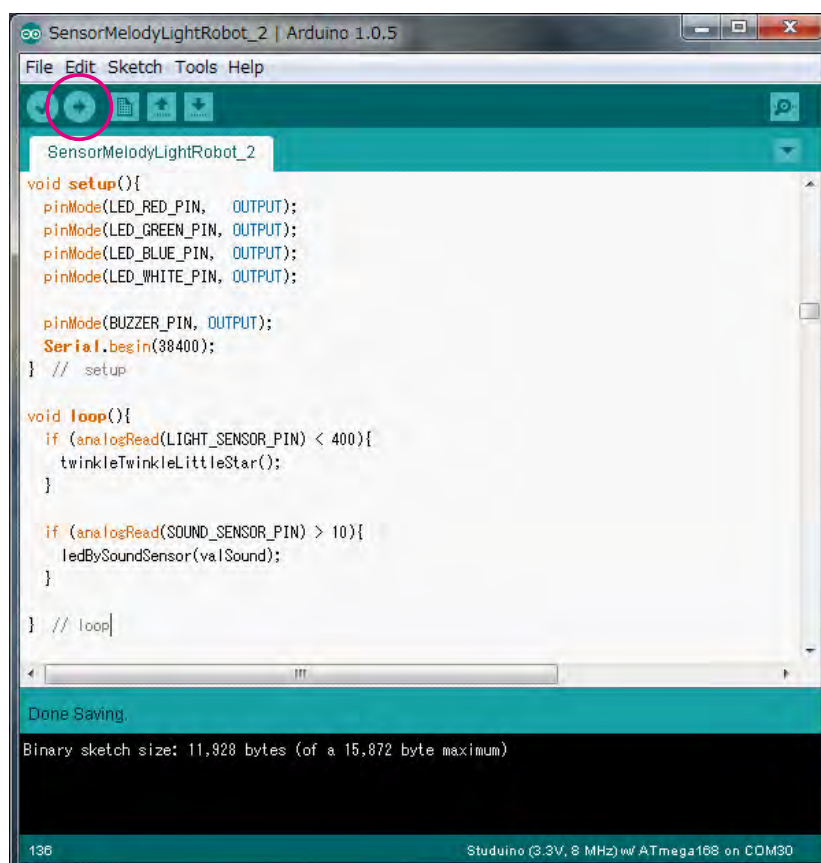 SensorMelodyLightRobot_2 | Arduino 1.0.5
File Edit Sketch Tools Help
SensorMelodyLightRobot_2
void setup(){
pinMode(LED_RED_PIN, OUTPUT);
pinMode(LED_GREEN_PIN, OUTPUT);
pinMode(LED_BLUE_PIN, OUTPUT);
pinMode(LED_WHITE_PIN, OUTPUT);
pinMode(BUZZER_PIN, OUTPUT);
Serial.begin(38400);
} // setup
void loop(){
if (analogRead(LIGHT_SENSOR_PIN) < 400){
twinkleTwinkleLittleStar();
}
if (analogRead(SOUND_SENSOR_PIN) > 10){
ledBySoundSensor(valSound);
}
} // loop
Done Saving.
Binary sketch size: 11,928 bytes (of a 15,872 byte maximum)
136
Studuino (3.3V, 8 MHz) w/ ATmega168 on COM30